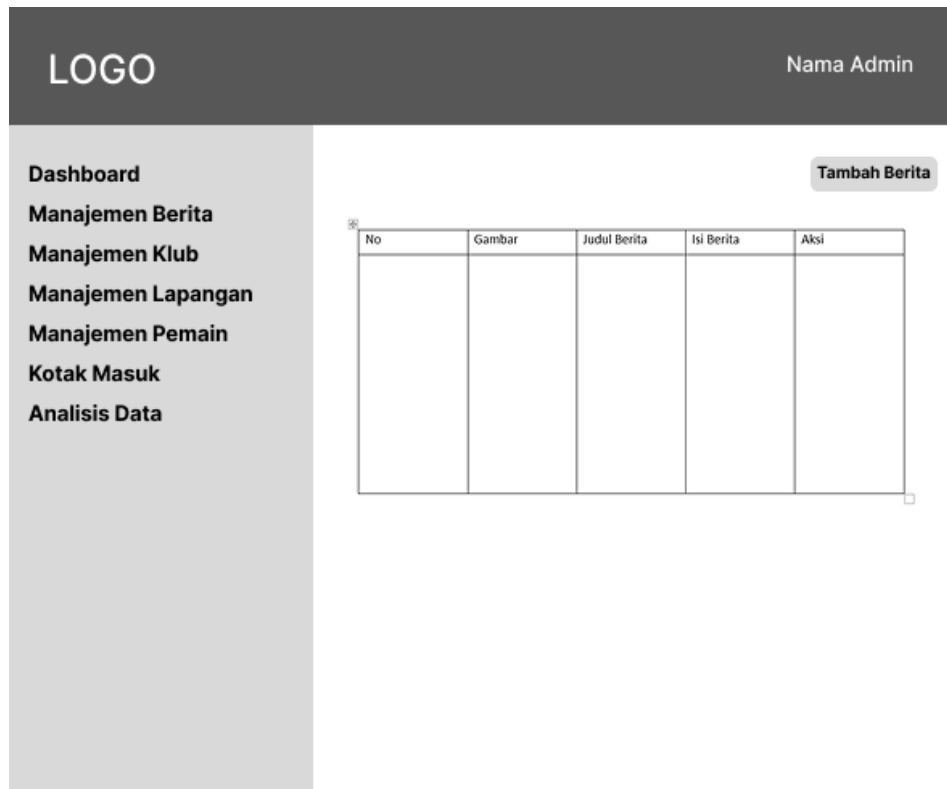 LOGO
Nama Admin
Dashboard
Manajemen Berita
Manajemen Klub
Manajemen Lapangan
Manajemen Pemain
Kotak Masuk
Analisis Data
Tambah Berita
No Gambar Judul Berita Isi Berita Aksi